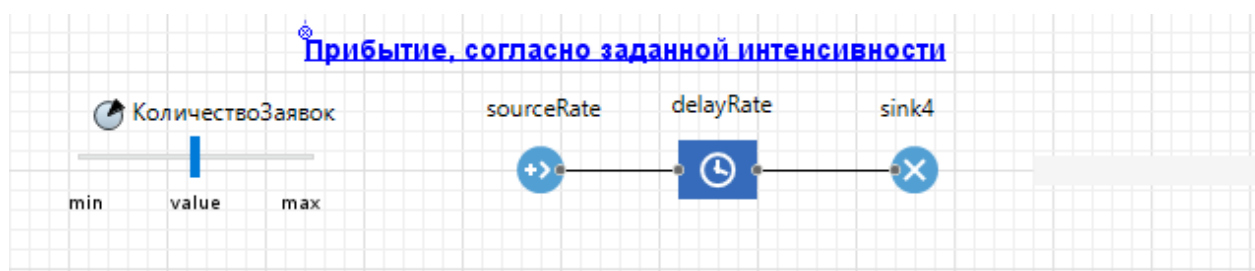 Прибытие, согласно заданной интенсивности
КоличествоЗаявок
sourceRate
delayRate
sink4
min
value
max